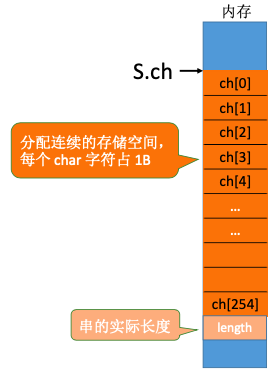 内存
S.ch
ch[0]
ch[1]
ch[2]
ch[3]
ch[4]
...
...
ch[254]
length
分配连续的存储空间，
每个 char 字符占 1B
串的实际长度